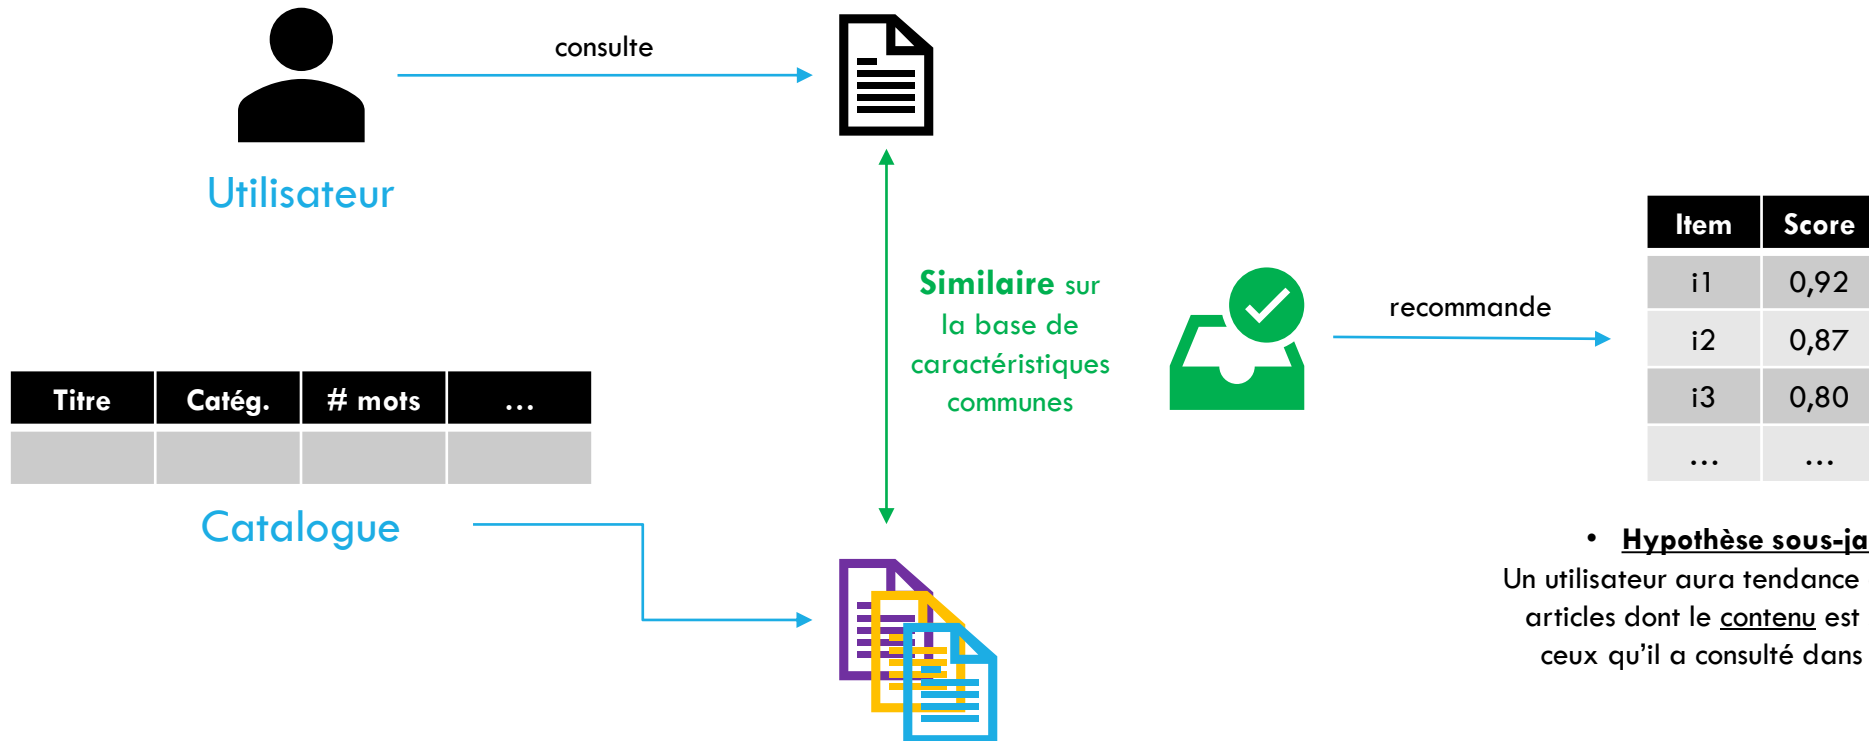 consulte
Utilisateur
Similaire sur
la base de
caractéristiques
communes
recommande
Item Score
i1 0,92
i2 0,87
i3 0,80
... ...
Titre Catég. # mots ...
Catalogue
• Hypothèse sous-ja
Un utilisateur aura tendance
articles dont le contenu est
ceux qu'il a consulté dans